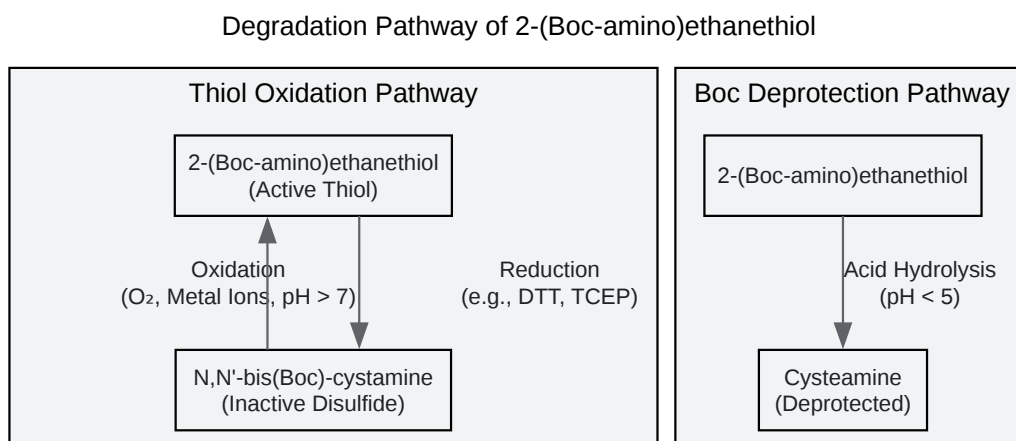 Degradation Pathway of 2-(Boc-amino)ethanethiol
Thiol Oxidation Pathway
2-(Boc-amino)ethanethiol
(Active Thiol)
Oxidation
(O₂, Metal Ions, pH > 7)
Reduction
(e.g., DTT, TCEP)
N,N'-bis(Boc)-cystamine
(Inactive Disulfide)
Boc Deprotection Pathway
2-(Boc-amino)ethanethiol
Acid Hydrolysis
(pH < 5)
Cysteamine
(Deprotected)